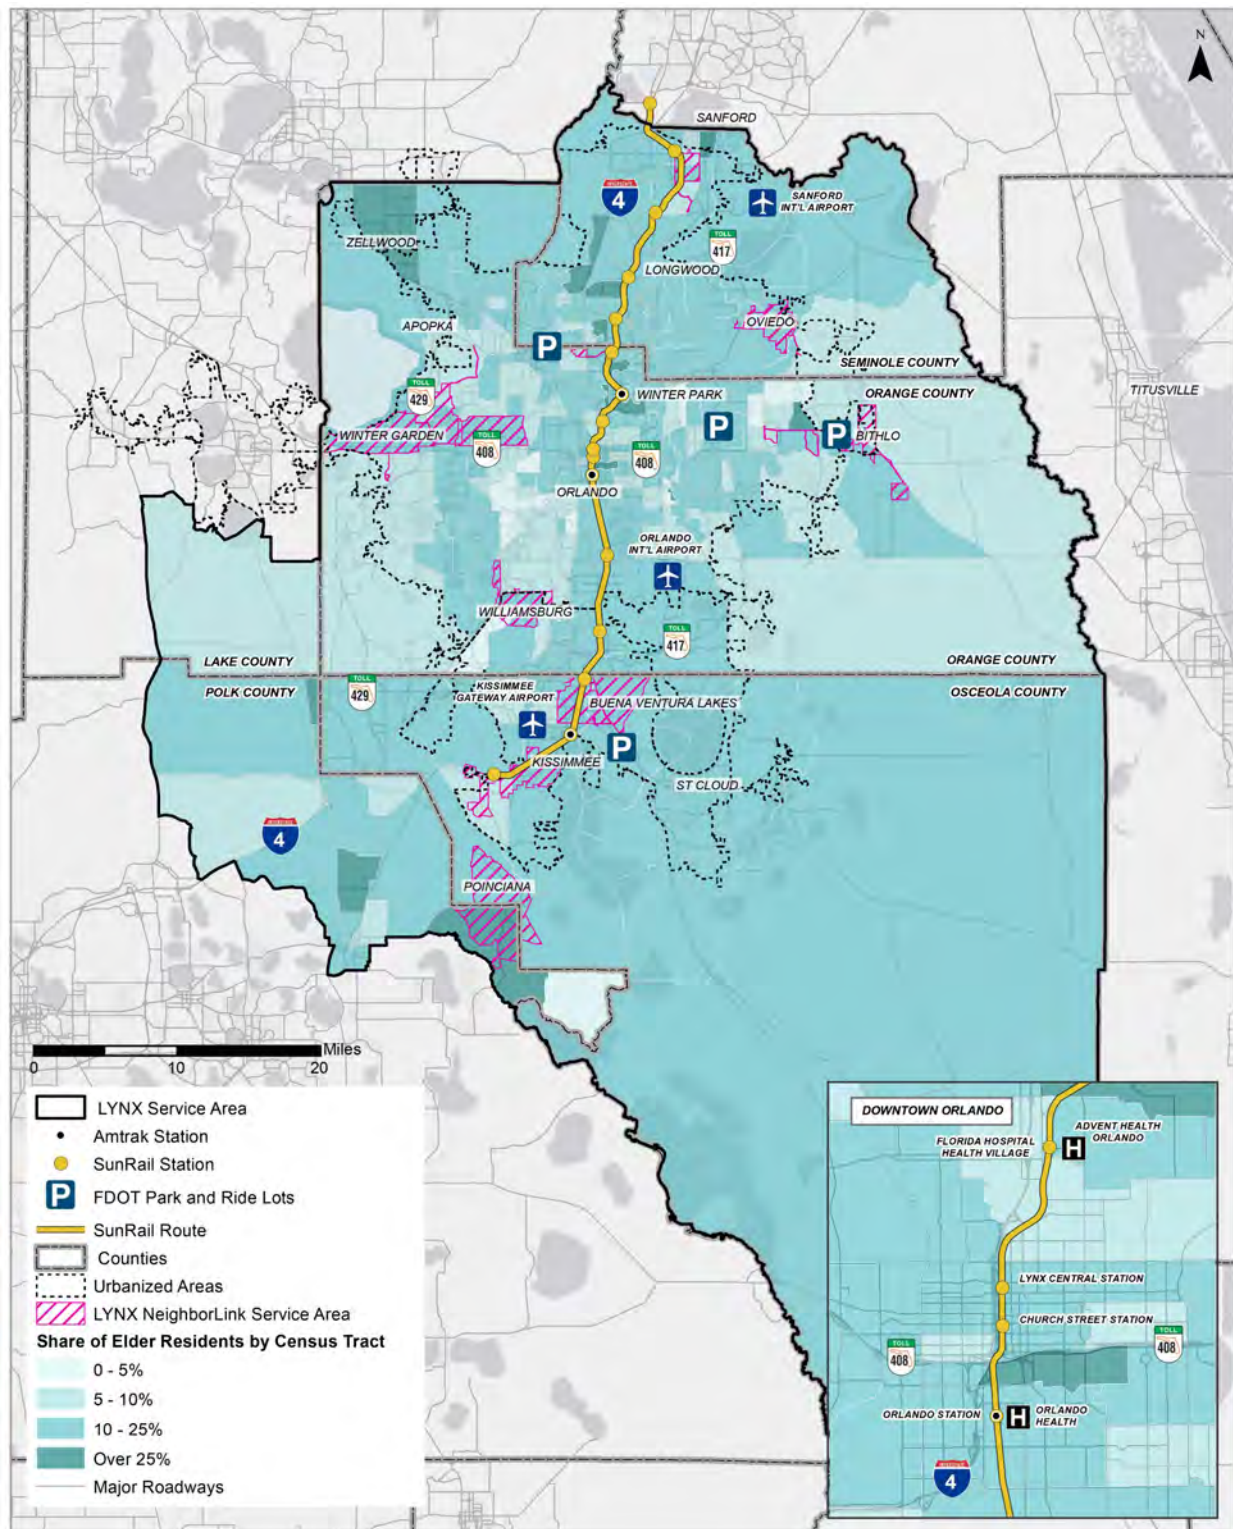 N
SANFORD
INTERSTATE
4
SANFORD
INT'L AIRPORT
TOLL
417
ZELLWOOD
LONGWOOD
APOPKA
OVIEDO
P
SEMINOLE COUNTY
TOLL
429
WINTER PARK
ORANGE COUNTY
TITUSVILLE
P
P
WINTER GARDEN
TOLL
408
TOLL
408
BITHLO
ORLANDO
ORLANDO
INT'L AIRPORT
WILLIAMSBURG
TOLL
417
LAKE COUNTY
ORANGE COUNTY
POLK COUNTY
TOLL
429
KISSIMMEE
GATEWAY AIRPORT
OSCEOLA COUNTY
BUENA VENTURA LAKES
P
KISSIMMEE
ST CLOUD
INTERSTATE
4
POINCIANA
Miles
0 10 20
LYNX Service Area
Amtrak Station
SunRail Station
P FDOT Park and Ride Lots
SunRail Route
Counties
Urbanized Areas
LYNX NeighborLink Service Area
Share of Elder Residents by Census Tract
0 - 5%
5 - 10%
10 - 25%
Over 25%
Major Roadways
DOWNTOWN ORLANDO
FLORIDA HOSPITAL
HEALTH VILLAGE
H
ADVENT HEALTH
ORLANDO
LYNX CENTRAL STATION
CHURCH STREET STATION
TOLL
408
TOLL
408
ORLANDO STATION
H
ORLANDO
HEALTH
INTERSTATE
4